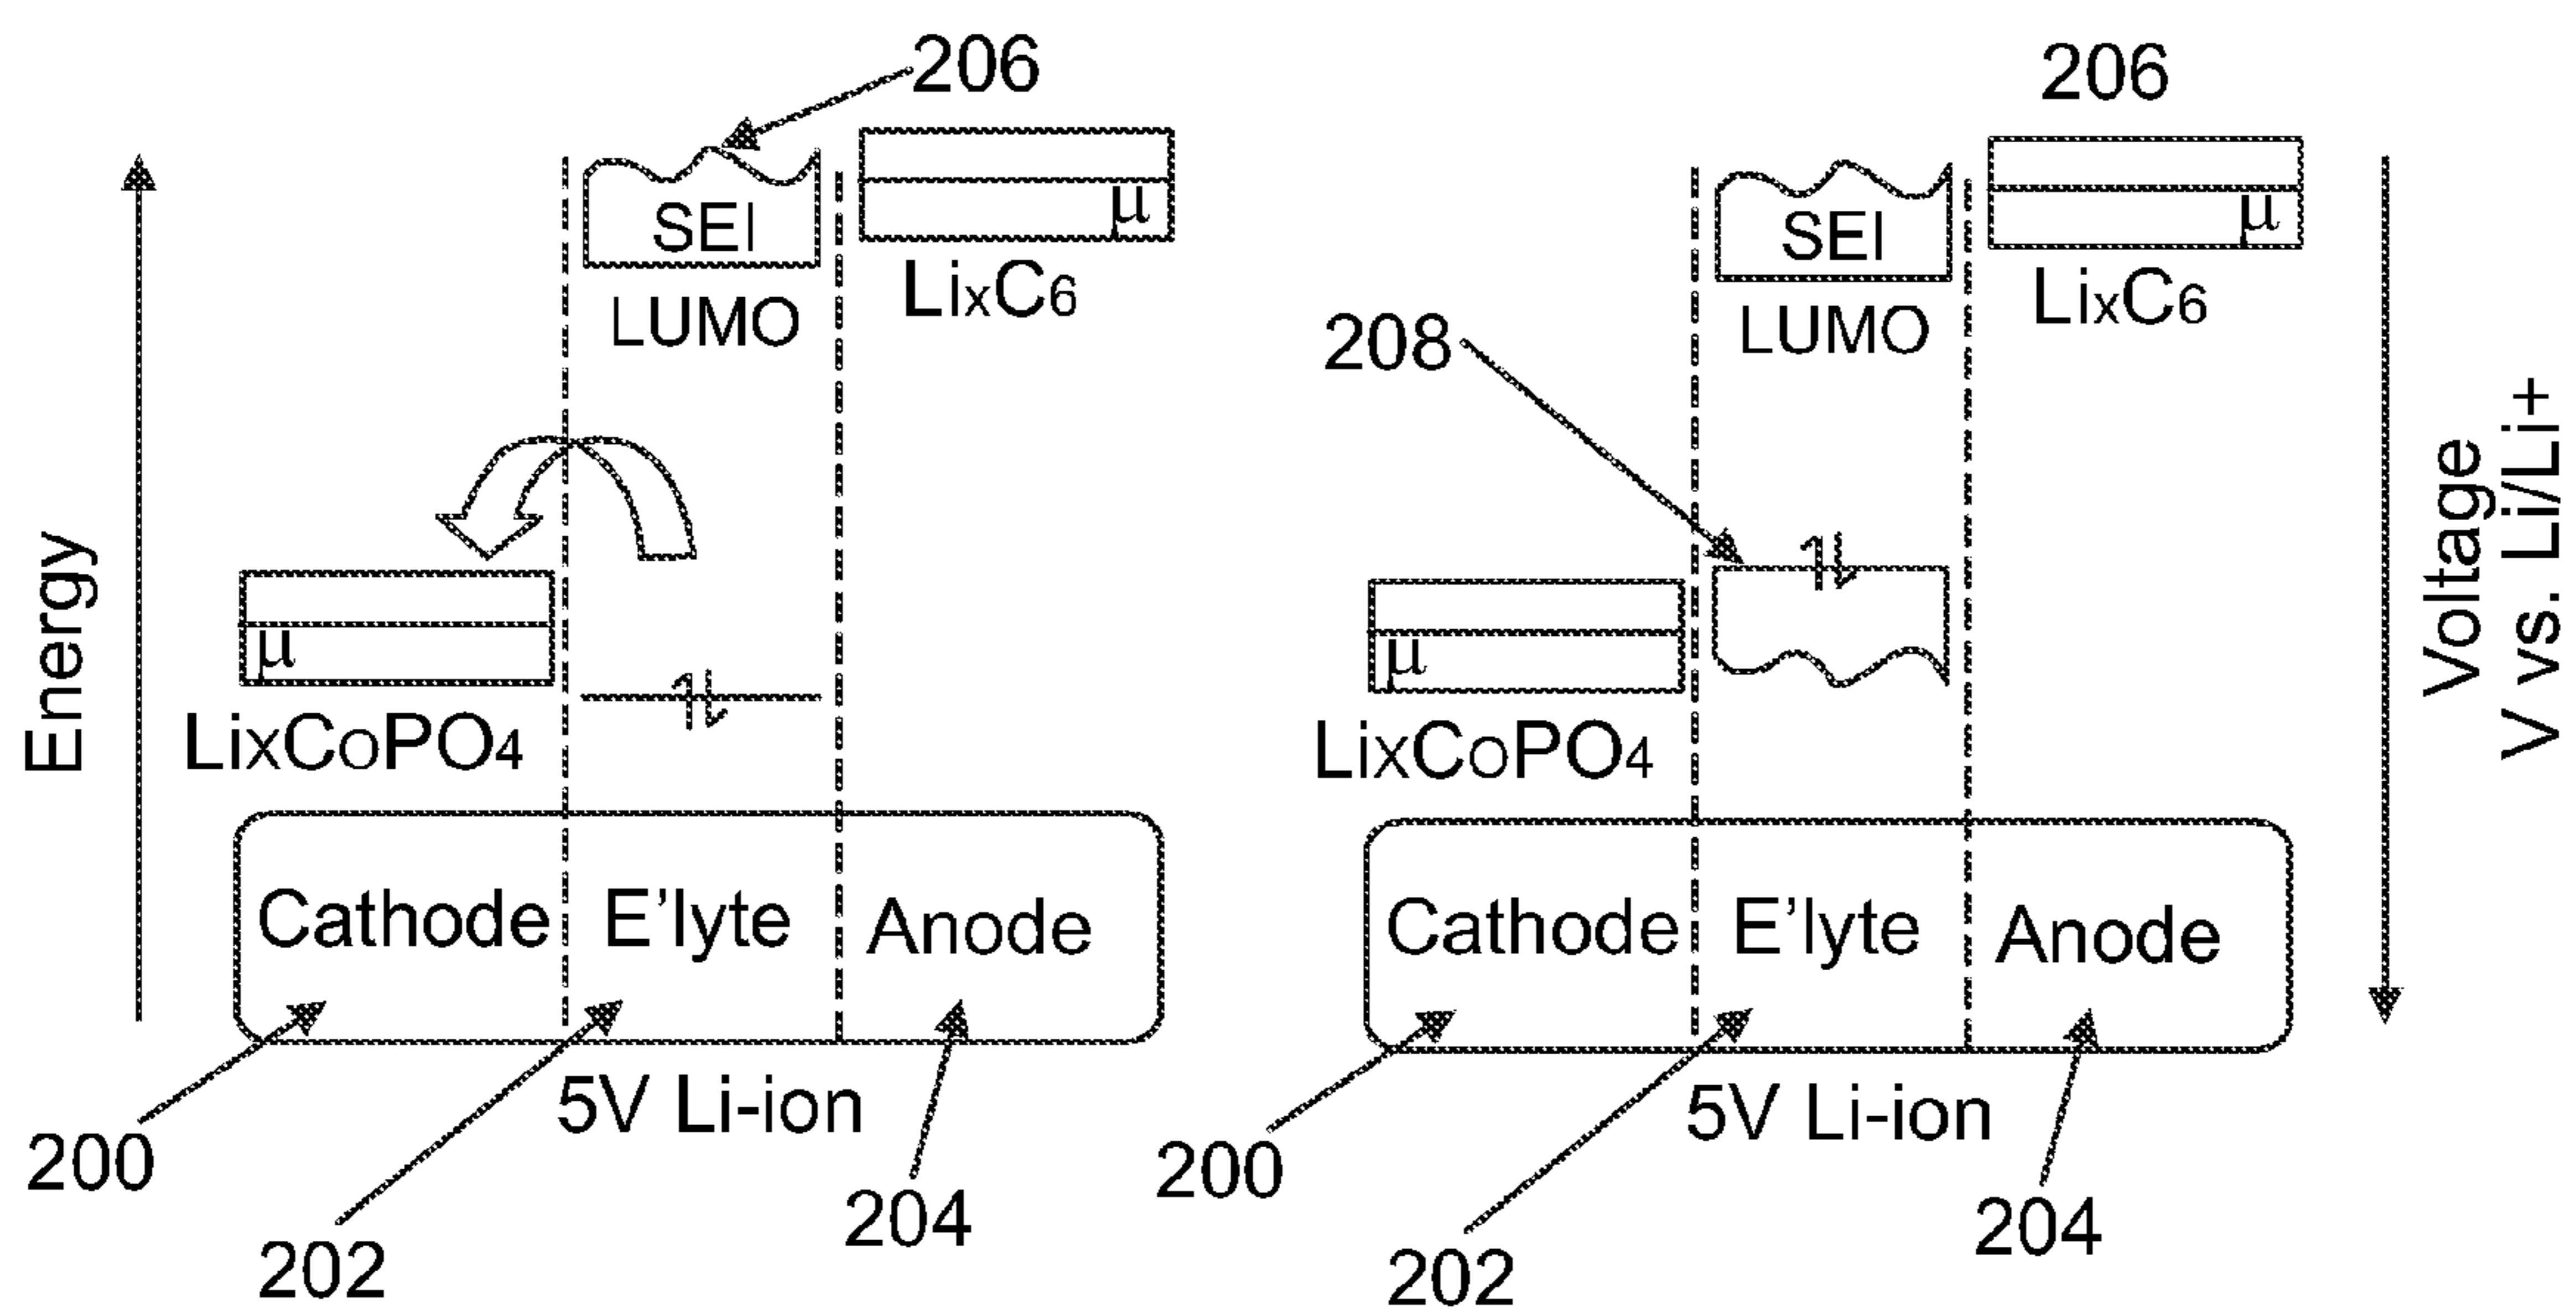 206
SEI
µ
LixC6
LUMO
Energy
µ
LixCoPO4
Cathode
E'lyte
Anode
5V Li-ion
200
202
204
206
SEI
µ
LixC6
LUMO
208
µ
LixCoPO4
Cathode
E'lyte
Anode
5V Li-ion
200
202
204
Voltage
V vs. Li/Li+